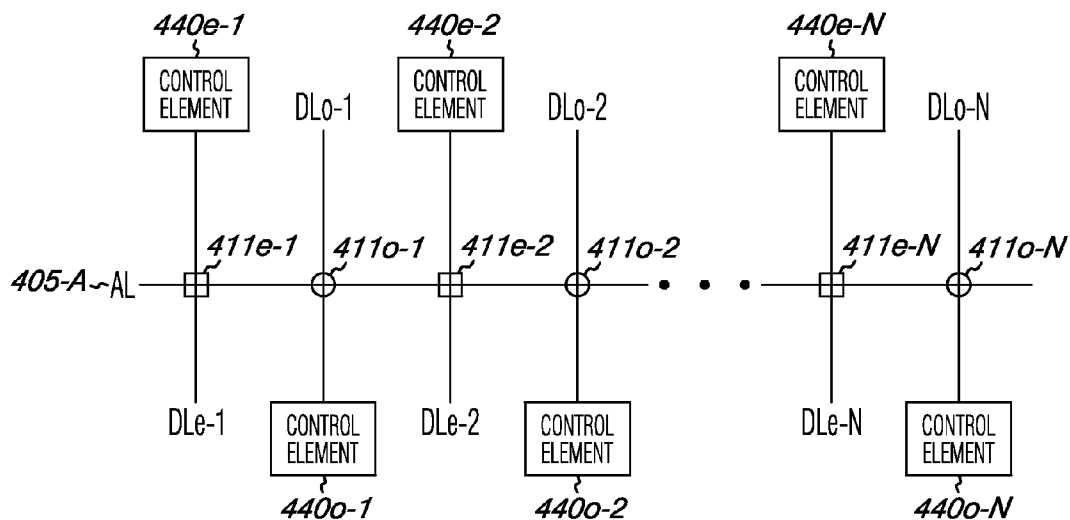 440e-1 440e-2 440e-N
CONTROL ELEMENT CONTROL ELEMENT CONTROL ELEMENT
DLo-1 DLo-2 DLo-N
411e-1 411o-1 411e-2 411o-2 411e-N 411o-N
405-A AL
DLe-1 DLe-2 DLe-N
CONTROL ELEMENT CONTROL ELEMENT CONTROL ELEMENT
440o-1 440o-2 440o-N